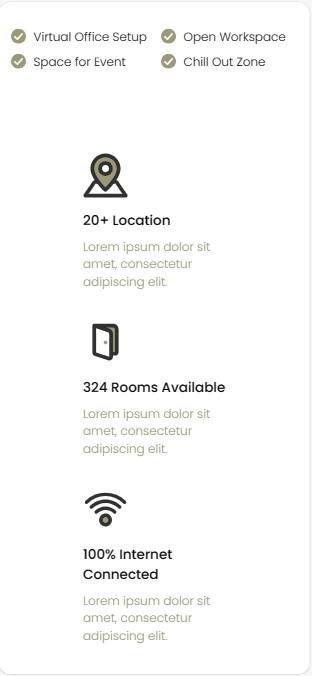 Virtual Office Setup
Open Workspace
Space for Event
Chill Out Zone
20+ Location
Lorem ipsum dolor sit
amet, consectetur
adipiscing elit.
324 Rooms Available
Lorem ipsum dolor sit
amet, consectetur
adipiscing elit.
100% Internet
Connected
Lorem ipsum dolor sit
amet, consectetur
adipiscing elit.